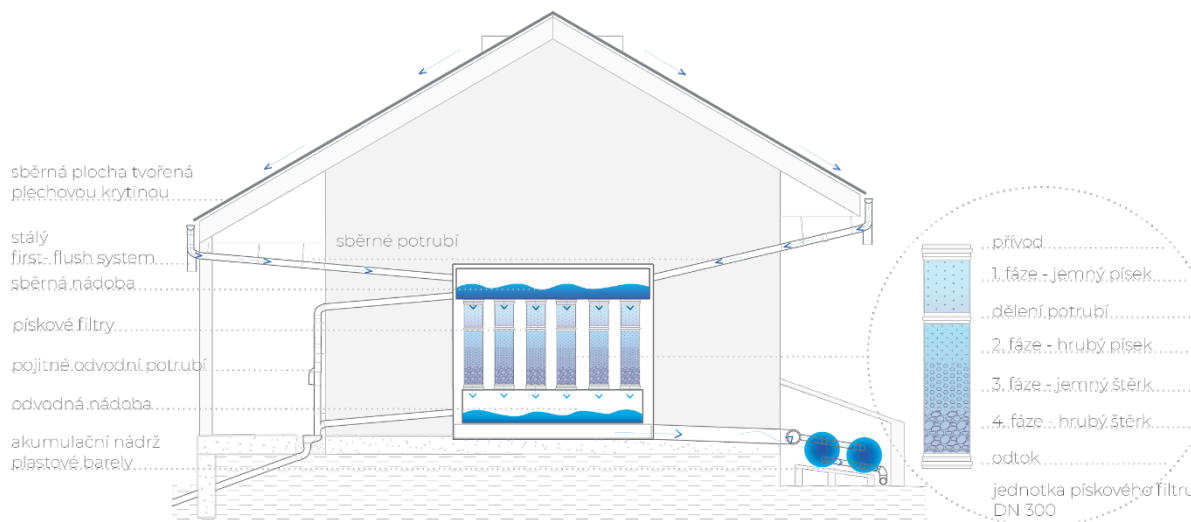 sběrná plocha tvořená
plechovou krytinou
stálý
first- flush system
sběrné potrubí
sběrná nádoba
pískové filtry
pojitné odvodní potrubí
odvodná nádoba
akumulační nádrž
plastové barely
přívod
1. fáze - jemný písek
dělení potrubí
2. fáze - hrubý písek
3. fáze - jemný štěrk
4. fáze - hrubý štěrk
odtok
jednotka pískového filtru
DN 300